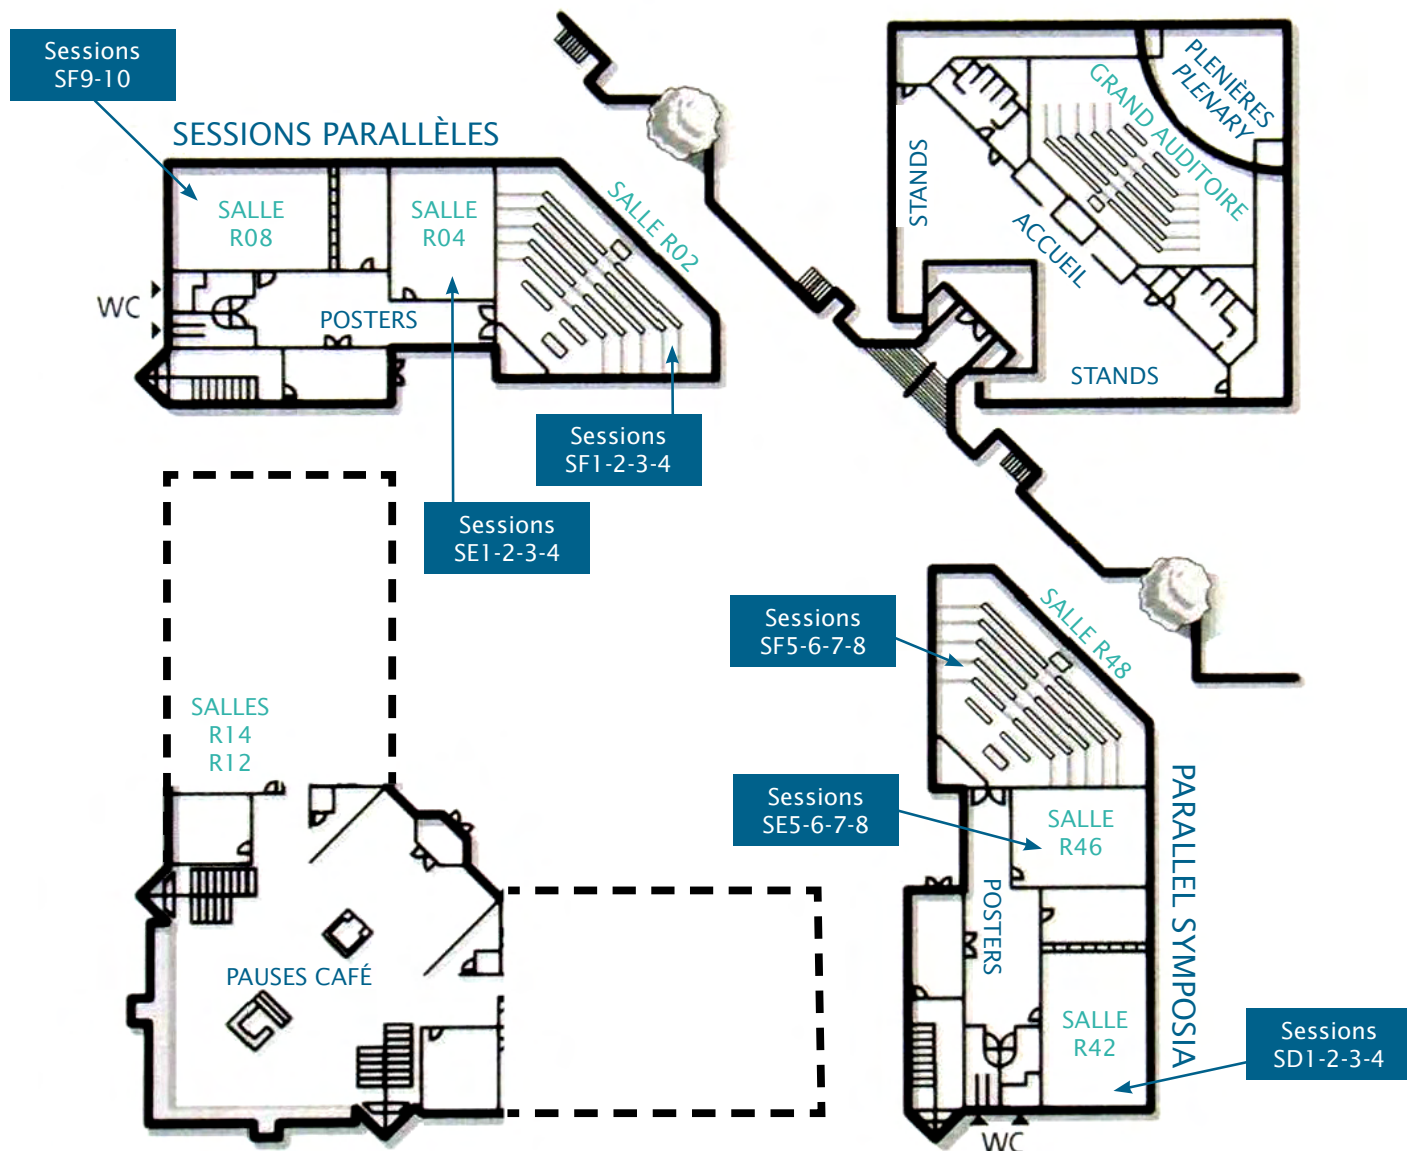 Sessions
SF9-10
SESSIONS PARALLÈLES
SALLE
R08
SALLE
R04
SALLE R02
WC
POSTERS
Sessions
SF1-2-3-4
Sessions
SE1-2-3-4
PLENIÈRES
PLENARY
GRAND AUDITOIRE
STANDS
ACCUEIL
STANDS
SALLES
R14
R12
PAUSES CAFÉ
Sessions
SF5-6-7-8
SALLE R48
Sessions
SE5-6-7-8
SALLE
R46
POSTERS
PARALLEL SYMPOSIA
SALLE
R42
Sessions
SD1-2-3-4
WC